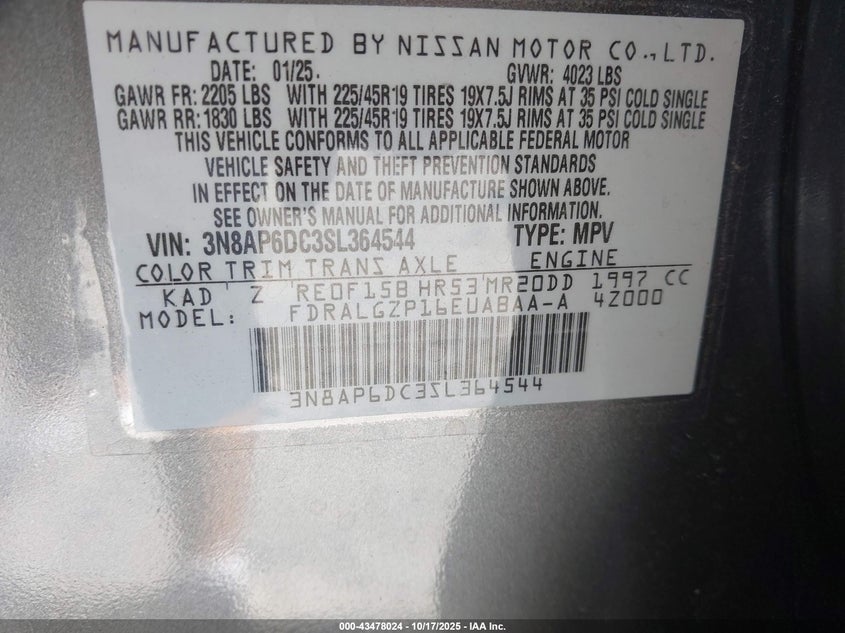 MANUFACTURED BY NISSAN MOTOR CO., LTD.
DATE: 01/25. GVWR: 4023 LBS
GAWR FR: 2205 LBS WITH 225/45R19 TIRES 19X7.5J RIMS AT 35 PSI COLD SINGLE
GAWR RR: 1830 LBS WITH 225/45R19 TIRES 19X7.5J RIMS AT 35 PSI COLD SINGLE
THIS VEHICLE CONFORMS TO ALL APPLICABLE FEDERAL MOTOR
VEHICLE SAFETY AND THEFT PREVENTION STANDARDS
IN EFFECT ON THE DATE OF MANUFACTURE SHOWN ABOVE.
SEE OWNER'S MANUAL FOR ADDITIONAL INFORMATION.
VIN: 3N8AP6DC3SL364544 TYPE: MPV
COLOR TRIM TRANS AXLE ENGINE
KAD Z RE0F15B HR53 MR20DD 1997 CC
MODEL: FDRALGZP16EUABAA-A 4Z000
3N8AP6DC3SL364544
000-43478024 | 10/17/2025 - IAA Inc.